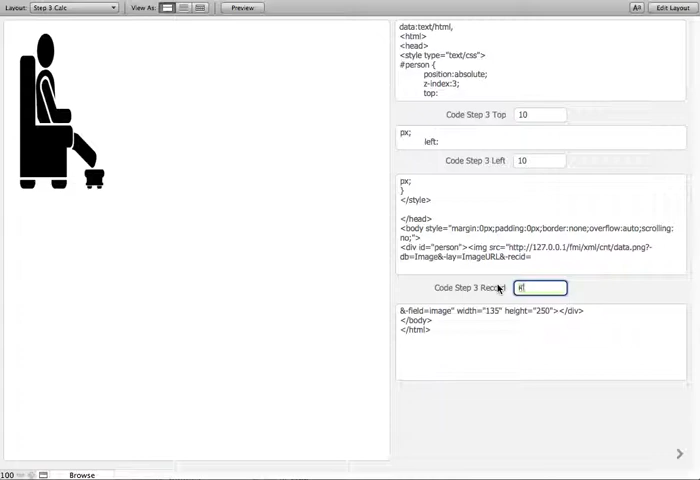 Layout: Step 3 Calc View As: Preview Aa Edit Layout
data:text/html,
<html>
<head>
<style type="text/css">
#person {
position:absolute;
z-index:3;
top:
Code Step 3 Top 10
px;
left:
Code Step 3 Left 10
px;
}
</style>
</head>
<body style="margin:0px;padding:0px;border:none;overflow:auto;scrolling:
no;">
<div id="person"><img src="http://127.0.0.1/fmi/xml/cnt/data.png?-
db=Image&-lay=ImageURL&-recid=
Code Step 3
&-field=image" width="135" height="250"></div>
</body>
</html>
100 Browse